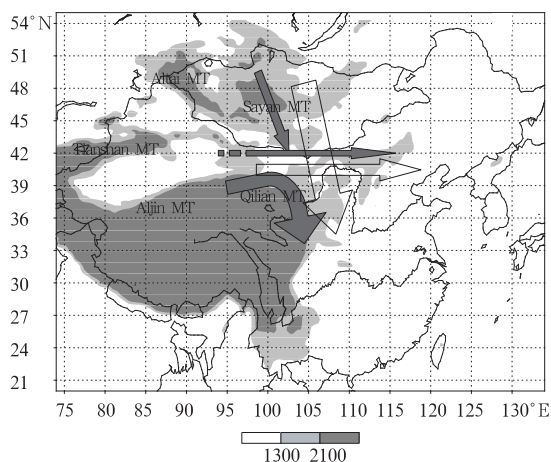 54°N
51
48
45
42
39
36
33
30
27
24
21
Altai MT
Sayan MT
Tianshan MT
Aljin MT
Qilian MT
75 80 85 90 95 100 105 110 115 120 125 130°E
1300 2100